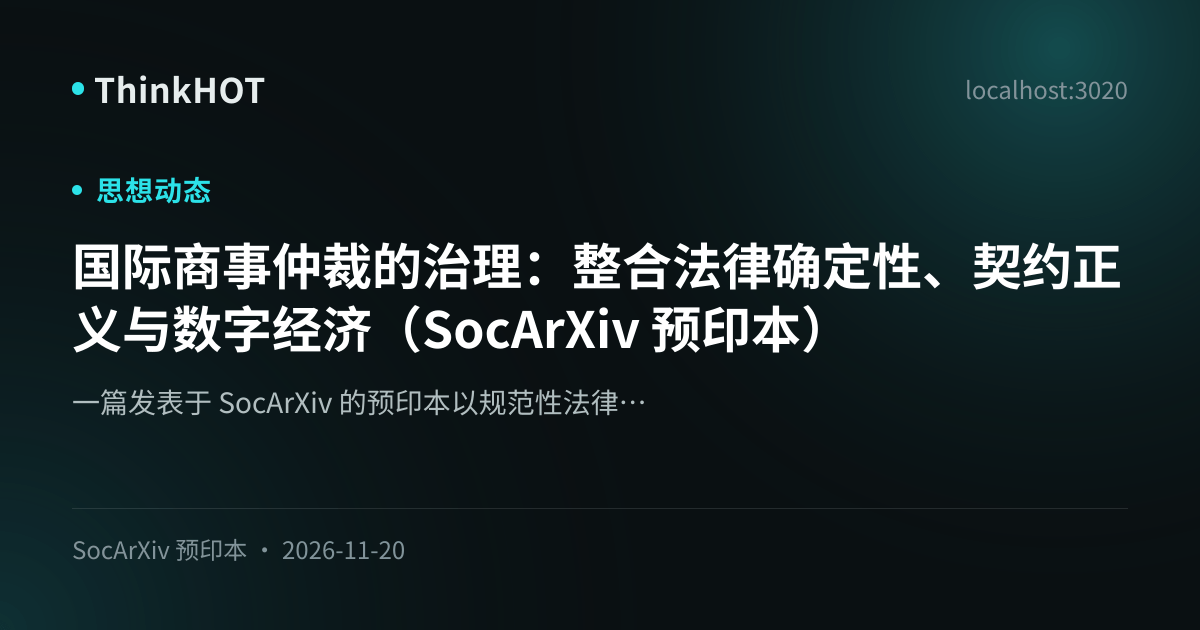 ThinkHOT
localhost:3020
思想动态
国际商事仲裁的治理：整合法律确定性、契约正
义与数字经济（SocArXiv 预印本）
一篇发表于 SocArXiv 的预印本以规范性法律…
SocArXiv 预印本 · 2026-11-20